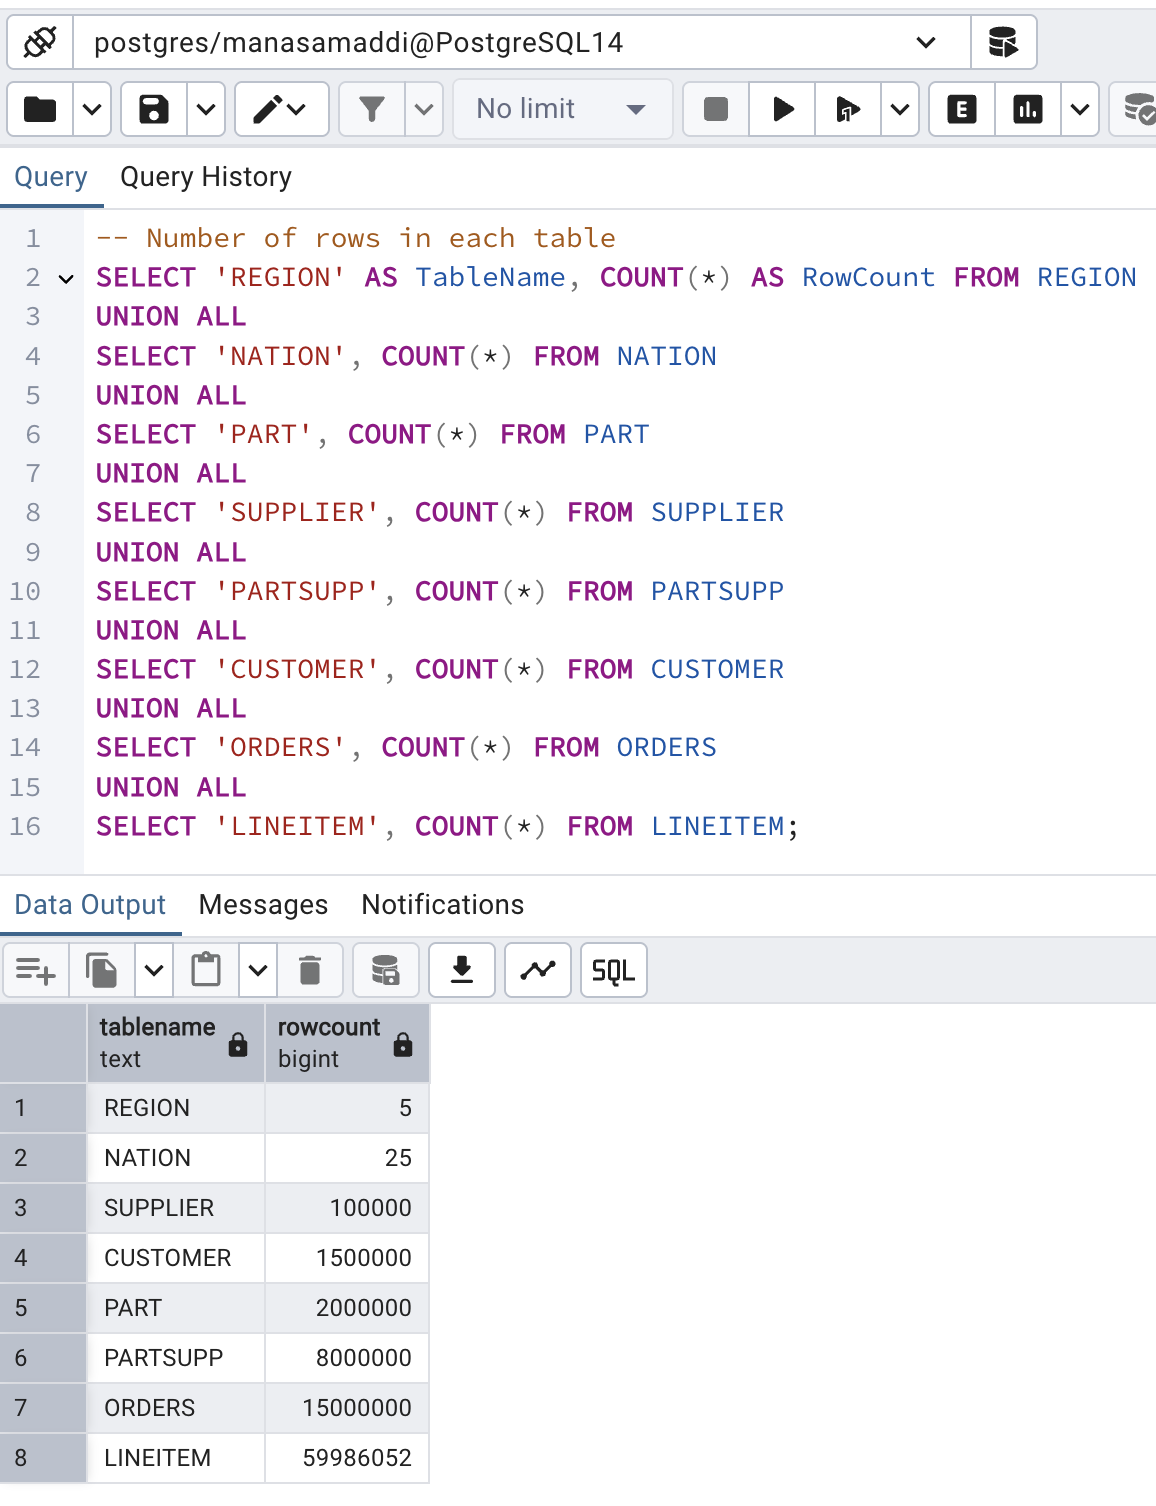 postgres/manasamaddi@PostgreSQL14
No limit
E
Query Query History
1 -- Number of rows in each table
2 SELECT 'REGION' AS TableName, COUNT(*) AS RowCount FROM REGION
3 UNION ALL
4 SELECT 'NATION', COUNT(*) FROM NATION
5 UNION ALL
6 SELECT 'PART', COUNT(*) FROM PART
7 UNION ALL
8 SELECT 'SUPPLIER', COUNT(*) FROM SUPPLIER
9 UNION ALL
10 SELECT 'PARTSUPP', COUNT(*) FROM PARTSUPP
11 UNION ALL
12 SELECT 'CUSTOMER', COUNT(*) FROM CUSTOMER
13 UNION ALL
14 SELECT 'ORDERS', COUNT(*) FROM ORDERS
15 UNION ALL
16 SELECT 'LINEITEM', COUNT(*) FROM LINEITEM;
Data Output Messages Notifications
SQL
tablename rowcount
text bigint
1 REGION 5
2 NATION 25
3 SUPPLIER 100000
4 CUSTOMER 1500000
5 PART 2000000
6 PARTSUPP 8000000
7 ORDERS 15000000
8 LINEITEM 59986052